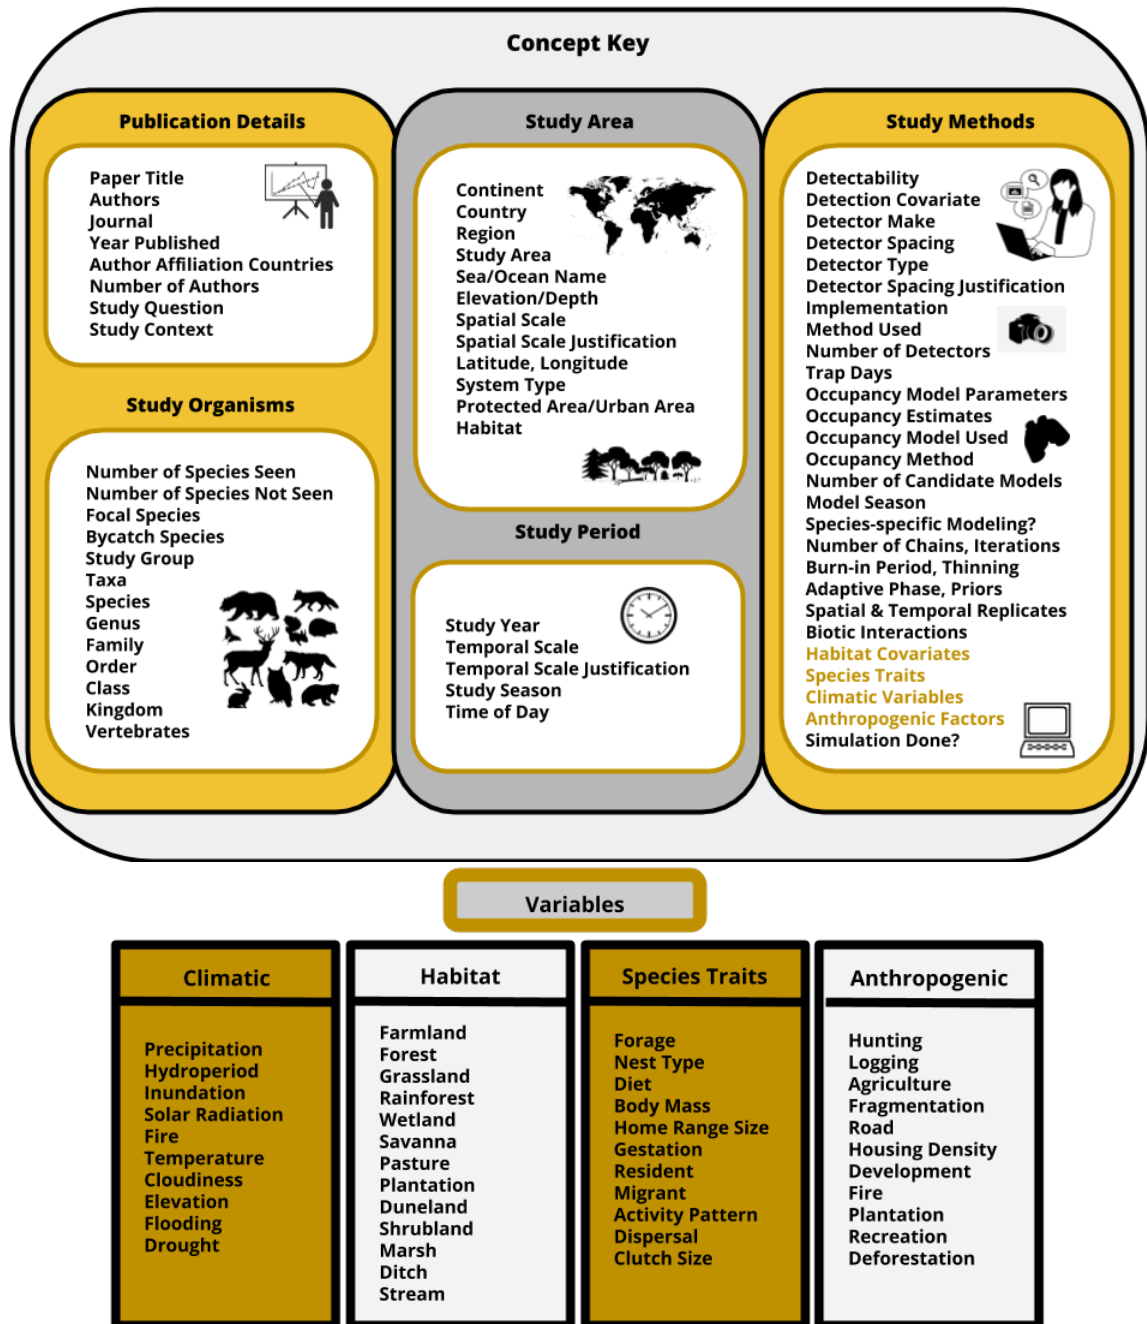 Concept Key
Publication Details
Paper Title
Authors
Journal
Year Published
Author Affiliation Countries
Number of Authors
Study Question
Study Context
Study Organisms
Number of Species Seen
Number of Species Not Seen
Focal Species
Bycatch Species
Study Group
Taxa
Species
Genus
Family
Order
Class
Kingdom
Vertebrates
Study Area
Continent
Country
Region
Study Area
Sea/Ocean Name
Elevation/Depth
Spatial Scale
Spatial Scale Justification
Latitude, Longitude
System Type
Protected Area/Urban Area
Habitat
Study Period
Study Year
Temporal Scale
Temporal Scale Justification
Study Season
Time of Day
Study Methods
Detectability
Detection Covariate
Detector Make
Detector Spacing
Detector Type
Detector Spacing Justification
Implementation
Method Used
Number of Detectors
Trap Days
Occupancy Model Parameters
Occupancy Estimates
Occupancy Model Used
Occupancy Method
Number of Candidate Models
Model Season
Species-specific Modeling?
Number of Chains, Iterations
Burn-in Period, Thinning
Adaptive Phase, Priors
Spatial & Temporal Replicates
Biotic Interactions
Habitat Covariates
Species Traits
Climatic Variables
Anthropogenic Factors
Simulation Done?
Variables
Climatic
Precipitation
Hydroperiod
Inundation
Solar Radiation
Fire
Temperature
Cloudiness
Elevation
Flooding
Drought
Habitat
Farmland
Forest
Grassland
Rainforest
Wetland
Savanna
Pasture
Plantation
Duneland
Shrubland
Marsh
Ditch
Stream
Species Traits
Forage
Nest Type
Diet
Body Mass
Home Range Size
Gestation
Resident
Migrant
Activity Pattern
Dispersal
Clutch Size
Anthropogenic
Hunting
Logging
Agriculture
Fragmentation
Road
Housing Density
Development
Fire
Plantation
Recreation
Deforestation